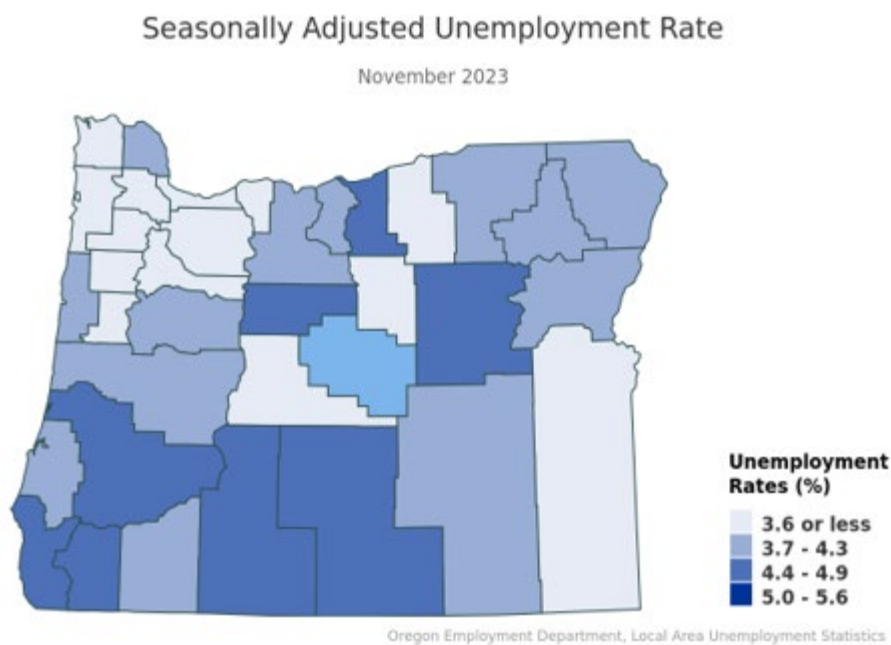 Seasonally Adjusted Unemployment Rate
November 2023
Unemployment
Rates (%)
3.6 or less
3.7 - 4.3
4.4 - 4.9
5.0 - 5.6
Oregon Employment Department, Local Area Unemployment Statistics